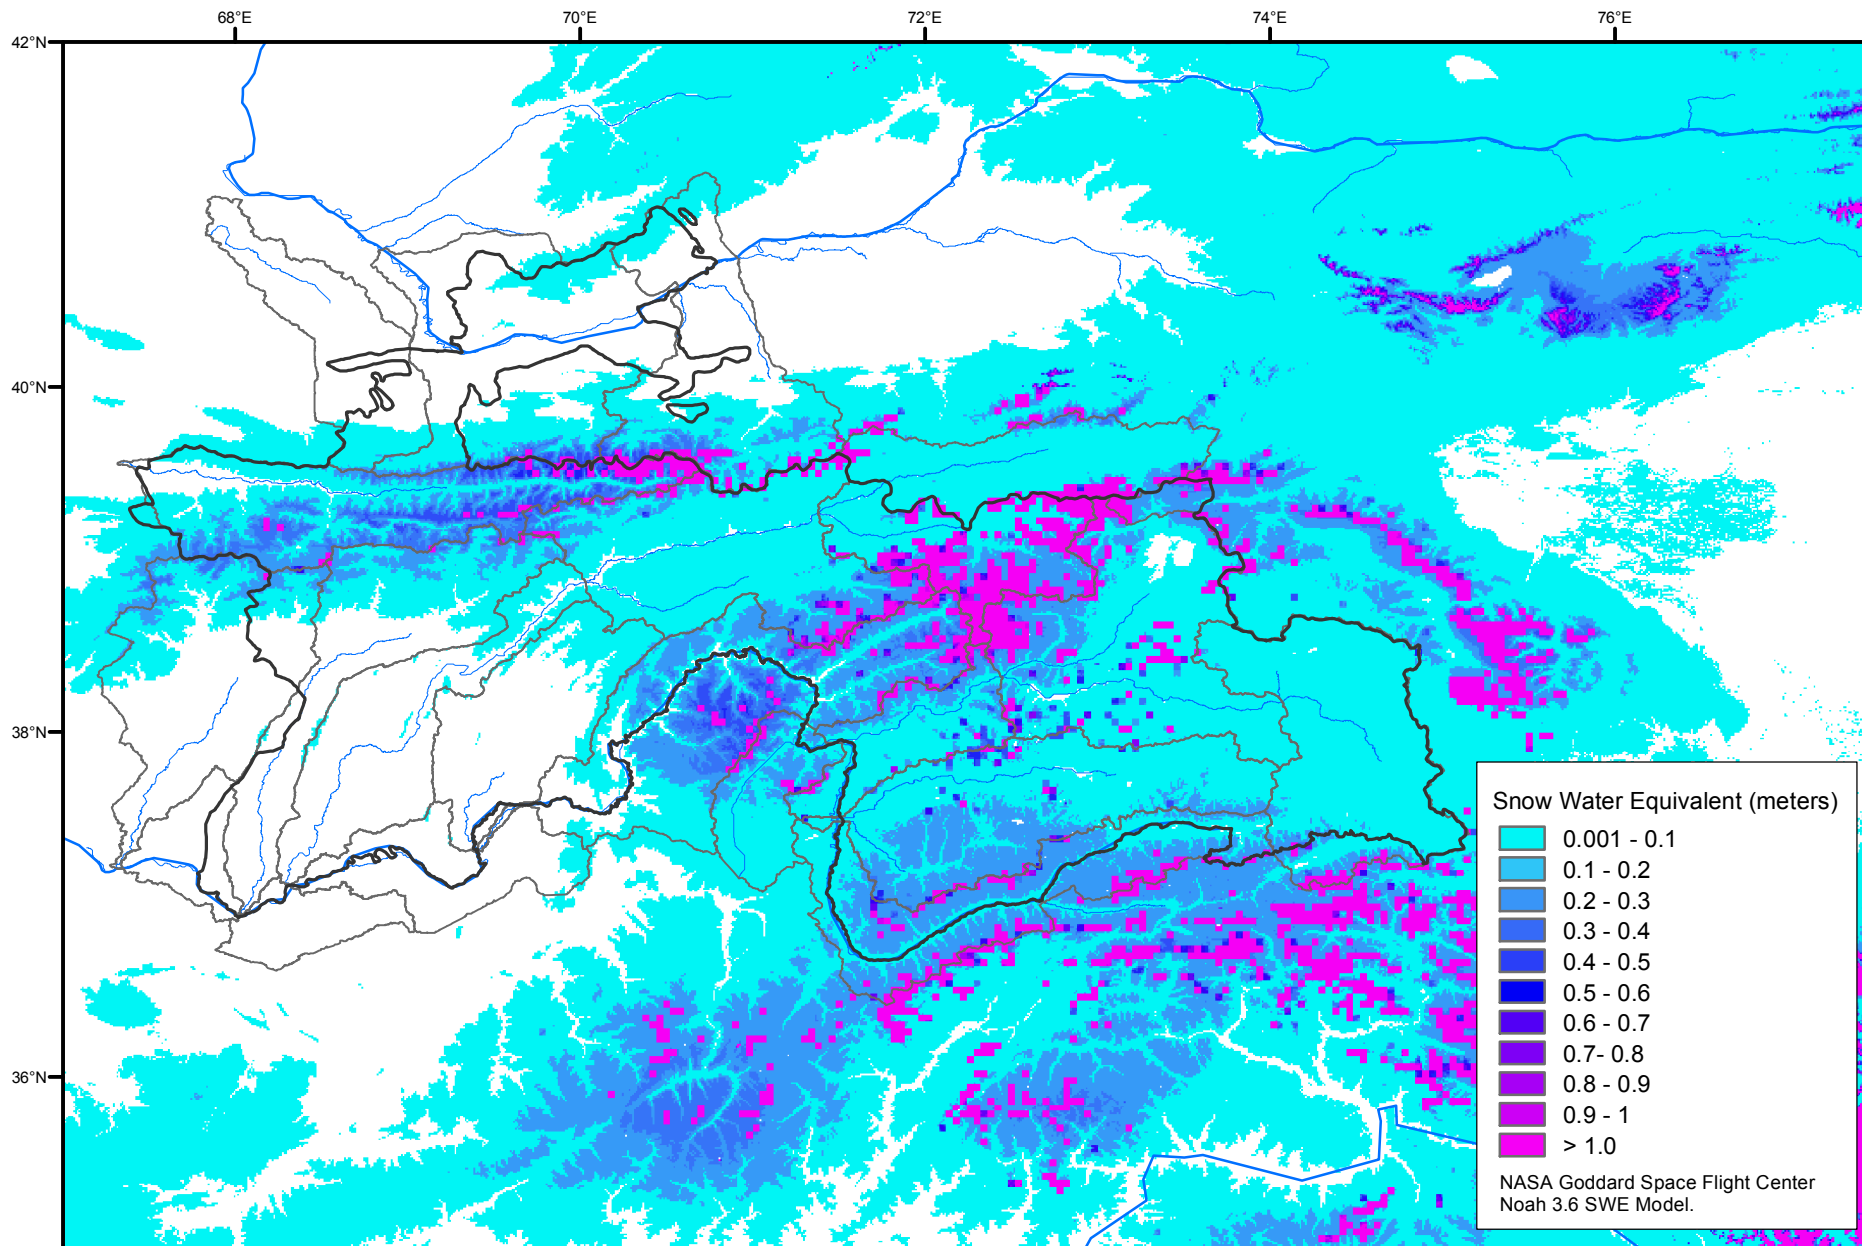 68°E 70°E 72°E 74°E 76°E
42°N
40°N
38°N
36°N
Snow Water Equivalent (meters)
0.001 - 0.1
0.1 - 0.2
0.2 - 0.3
0.3 - 0.4
0.4 - 0.5
0.5 - 0.6
0.6 - 0.7
0.7- 0.8
0.8 - 0.9
0.9 - 1
> 1.0
NASA Goddard Space Flight Center
Noah 3.6 SWE Model.